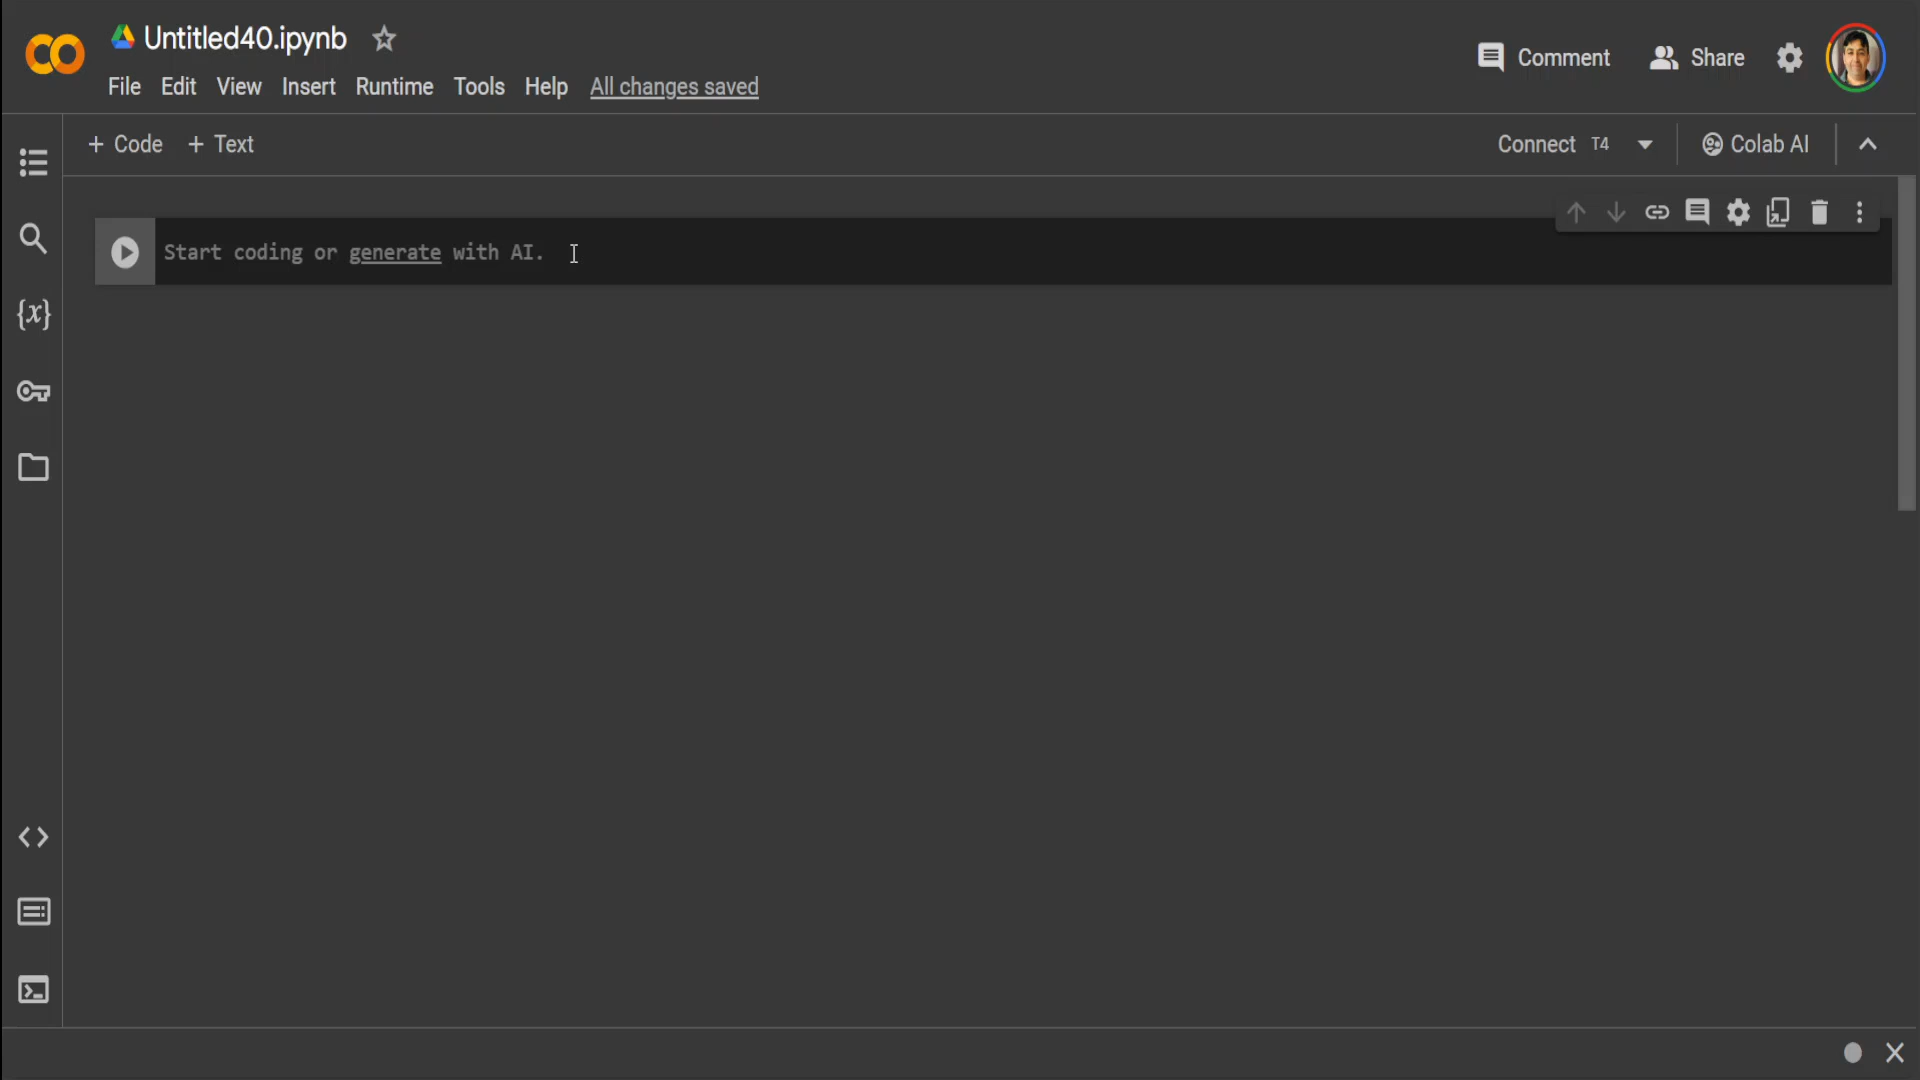 Untitled40.ipynb
Comment Share
File Edit View Insert Runtime Tools Help All changes saved
+ Code + Text Connect T4 Colab AI
Start coding or generate with AI.
{x}